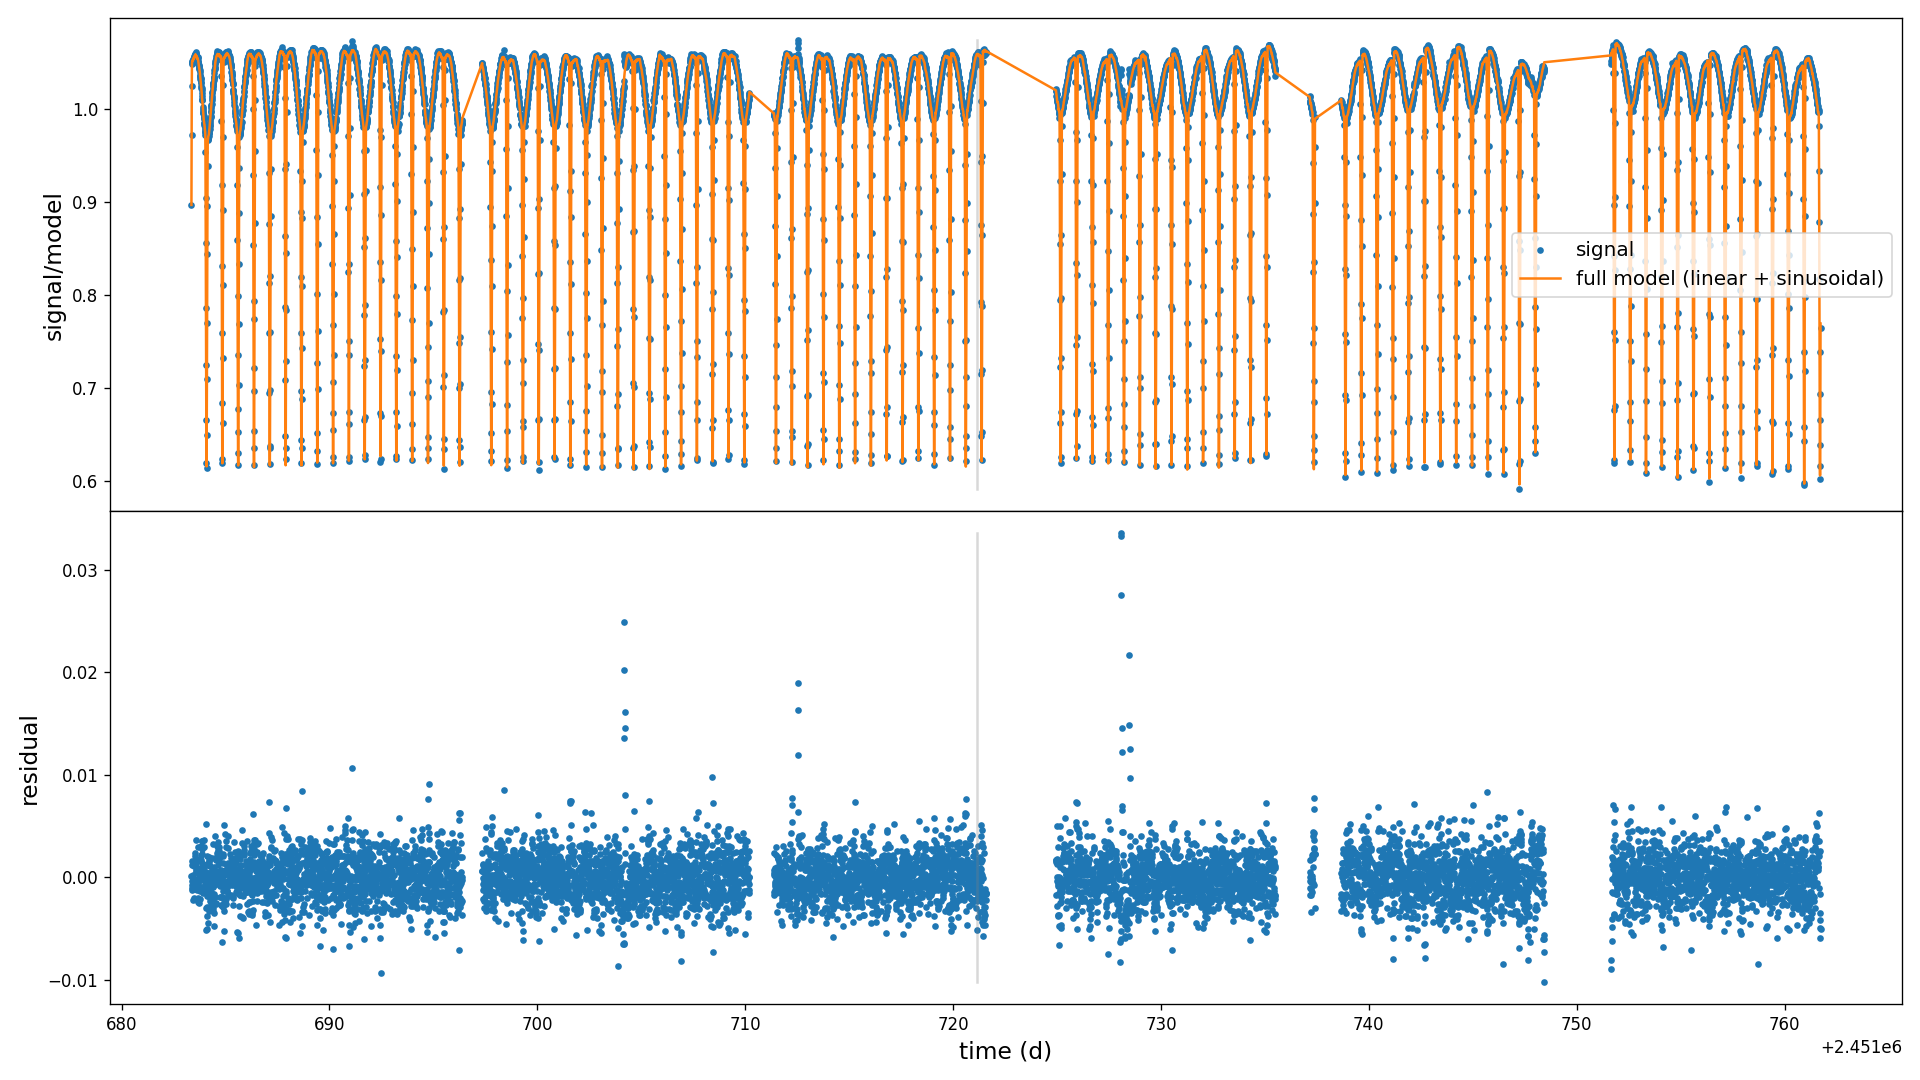 1.0
0.9
0.8
0.7
0.6
signal/model
signal
full model (linear + sinusoidal)
0.03
0.02
0.01
0.00
−0.01
residual
680 690 700 710 720 730 740 750 760
time (d)
+2.451e6